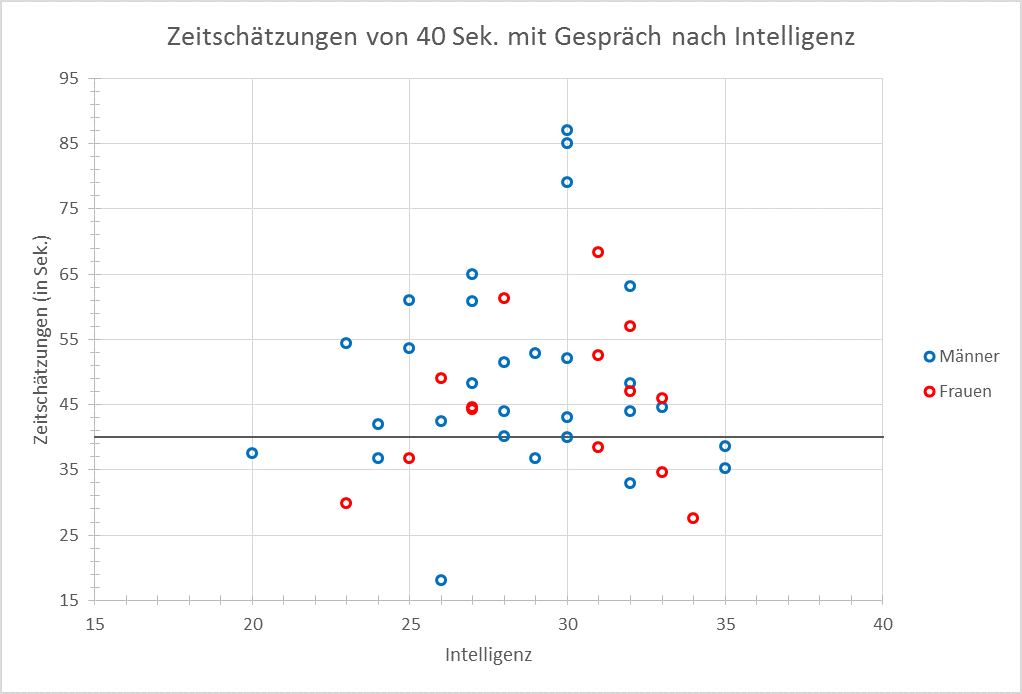 Zeitschätzungen von 40 Sek. mit Gespräch nach Intelligenz
95
85
75
65
55
45
35
25
15
Zeitschätzungen (in Sek.)
15 20 25 30 35 40
Intelligenz
Männer
Frauen